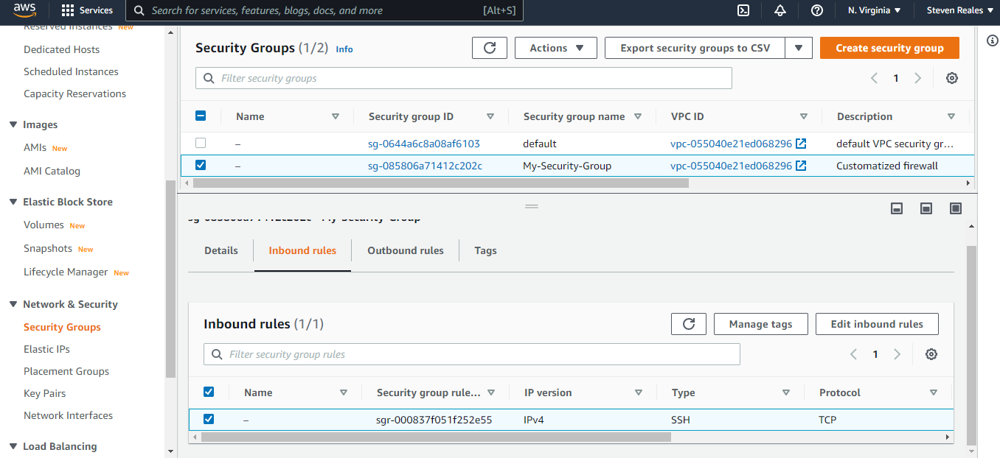 aws
Services
Search for services, features, blogs, docs, and more
[Alt+S]
N. Virginia
Steven Reales
Reserved Instances New
Dedicated Hosts
Scheduled Instances
Capacity Reservations
Images
AMIs New
AMI Catalog
Elastic Block Store
Volumes New
Snapshots New
Lifecycle Manager New
Network & Security
Security Groups
Elastic IPs
Placement Groups
Key Pairs
Network Interfaces
Load Balancing
Security Groups (1/2) Info
Actions
Export security groups to CSV
Create security group
Filter security groups
1
Name Security group ID Security group name VPC ID Description
– sg-0644a6c8a08af6103 default vpc-055040e21ed068296 default VPC security gr...
– sg-085806a71412c202c My-Security-Group vpc-055040e21ed068296 Customatized firewall
sg-085806a71412c202c - My-Security-Group
Details
Inbound rules
Outbound rules
Tags
Inbound rules (1/1)
Manage tags
Edit inbound rules
Filter security group rules
1
Name Security group rule... IP version Type Protocol
– sgr-000837f051f252e55 IPv4 SSH TCP